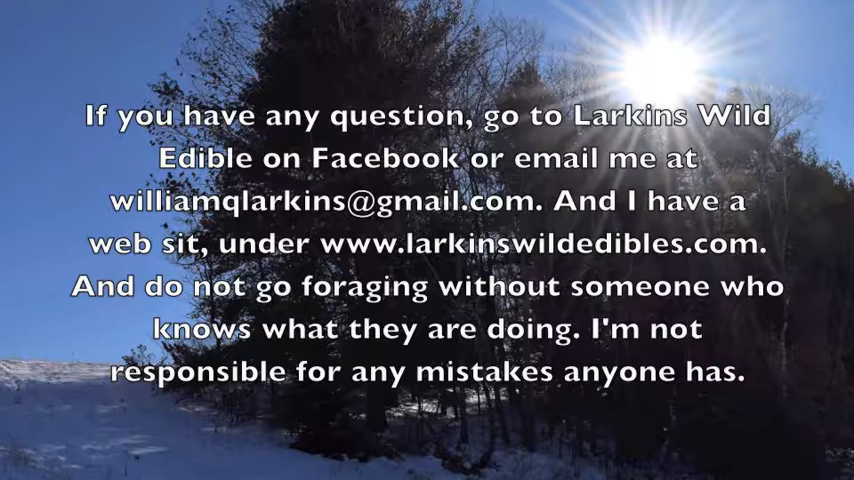 If you have any question, go to Larkins Wild
Edible on Facebook or email me at
williamqlarkins@gmail.com. And I have a
web sit, under www.larkinswildedibles.com.
And do not go foraging without someone who
knows what they are doing. I'm not
responsible for any mistakes anyone has.